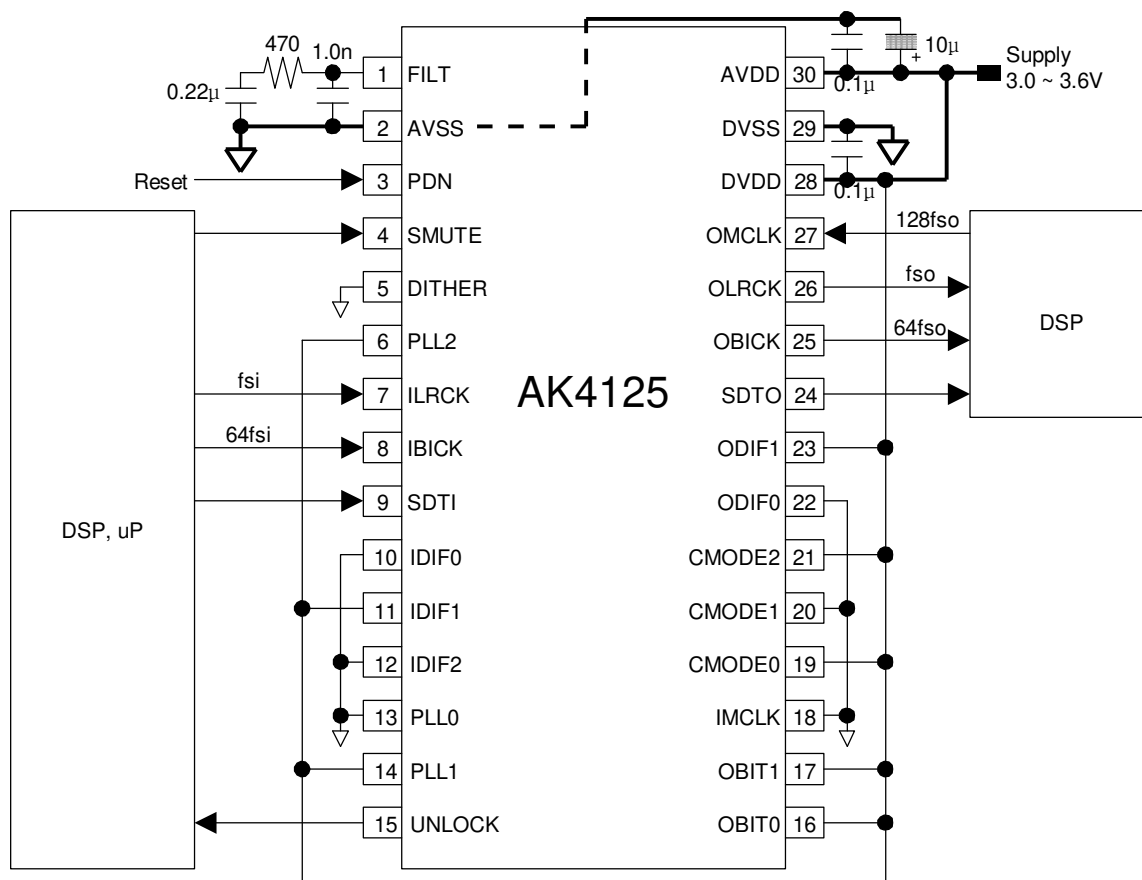 470
1.0n
0.22µ
1 FILT
2 AVSS
Reset
3 PDN
4 SMUTE
5 DITHER
6 PLL2
fsi
7 ILRCK
64fsi
8 IBICK
9 SDTI
DSP, uP
10 IDIF0
11 IDIF1
12 IDIF2
13 PLL0
14 PLL1
15 UNLOCK
AK4125
10µ
+
Supply
3.0 ~ 3.6V
0.1µ
AVDD 30
DVSS 29
DVDD 28
0.1µ
OMCLK 27
128fso
OLRCK 26
fso
OBICK 25
64fso
DSP
SDTO 24
ODIF1 23
ODIF0 22
CMODE2 21
CMODE1 20
CMODE0 19
IMCLK 18
OBIT1 17
OBIT0 16